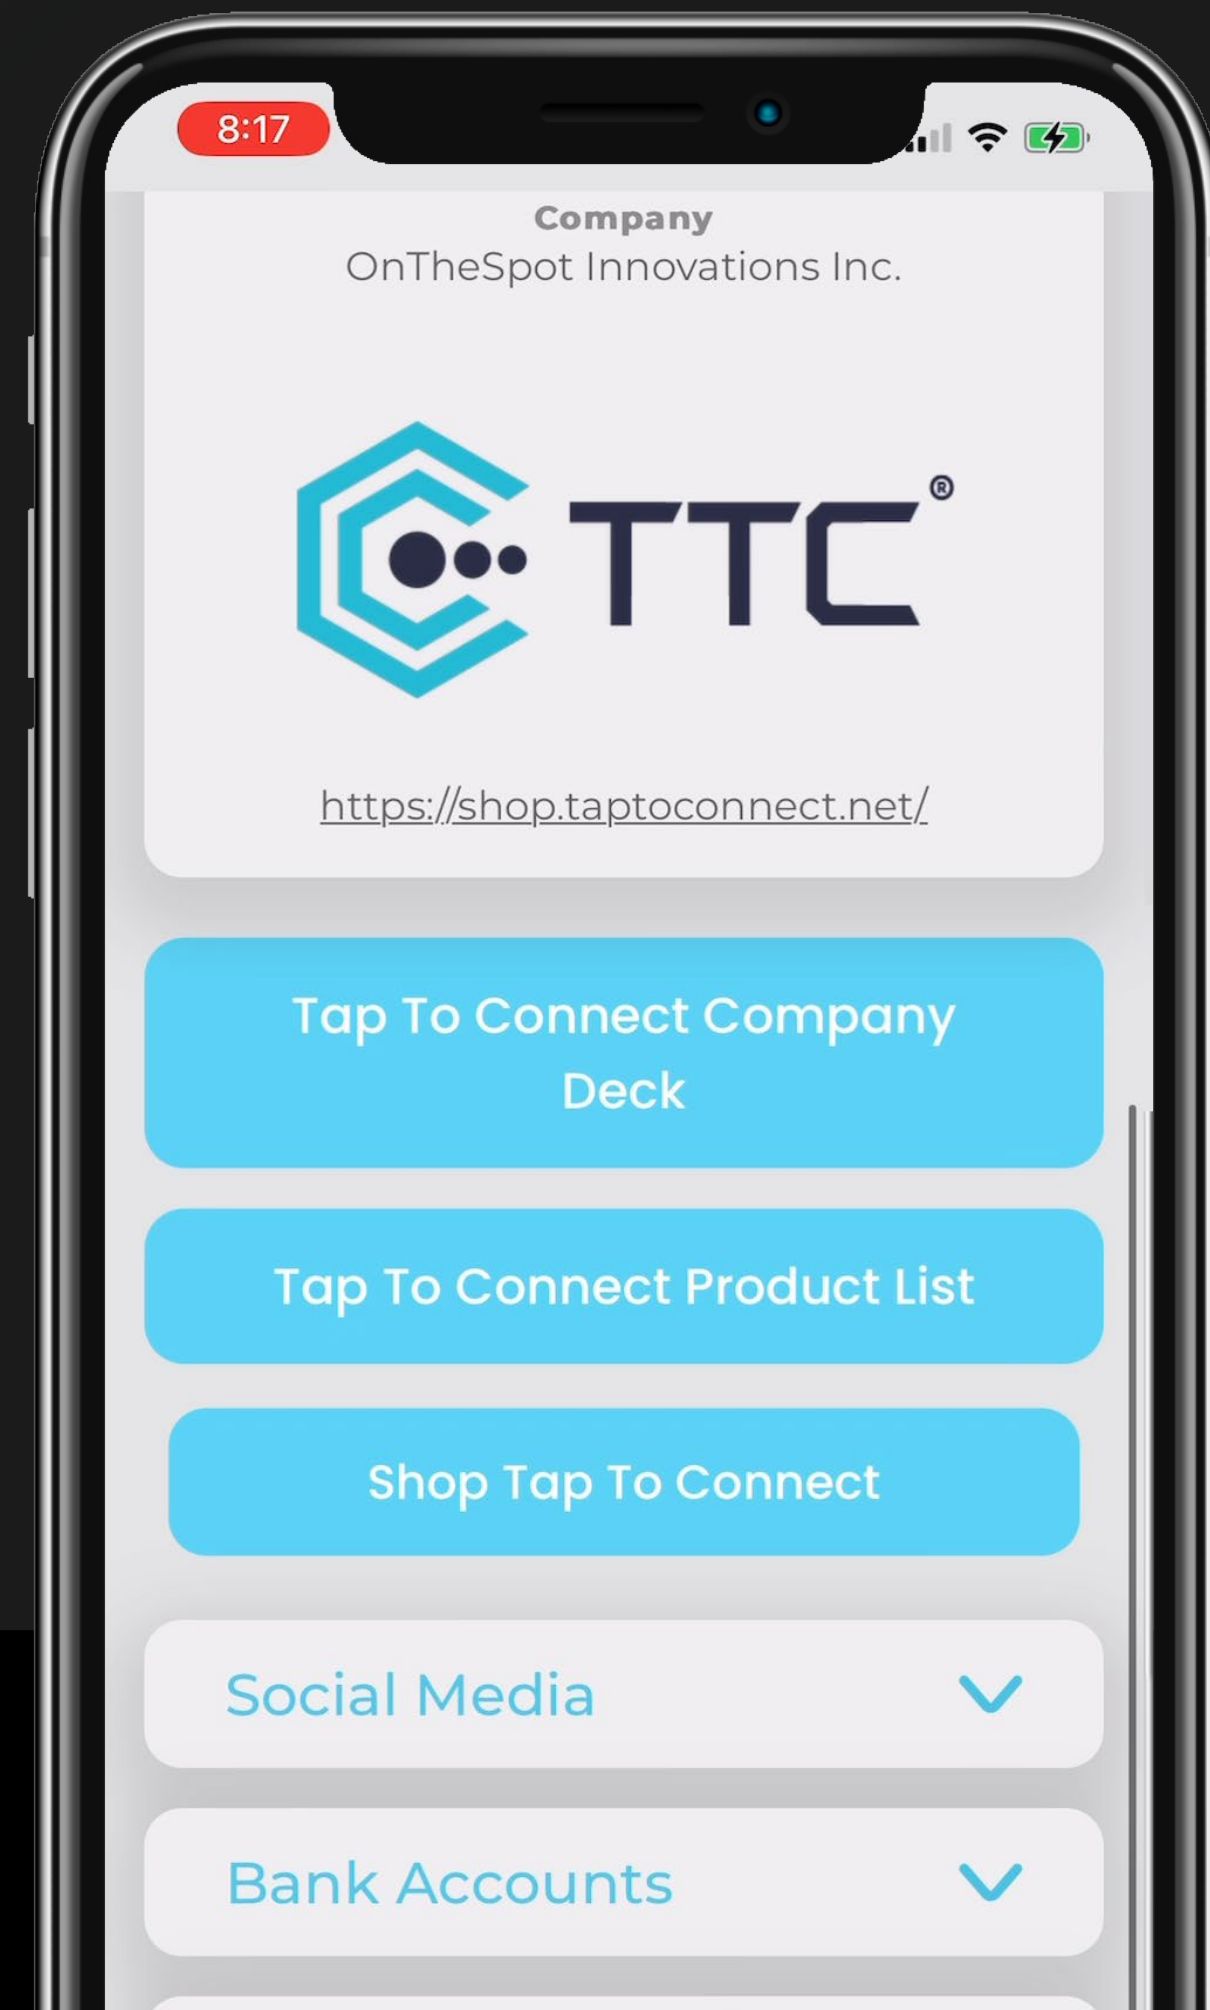 8:17
Company
OnTheSpot Innovations Inc.
TTC®
https://shop.taptoconnect.net/
Tap To Connect Company
Deck
Tap To Connect Product List
Shop Tap To Connect
Social Media
Bank Accounts